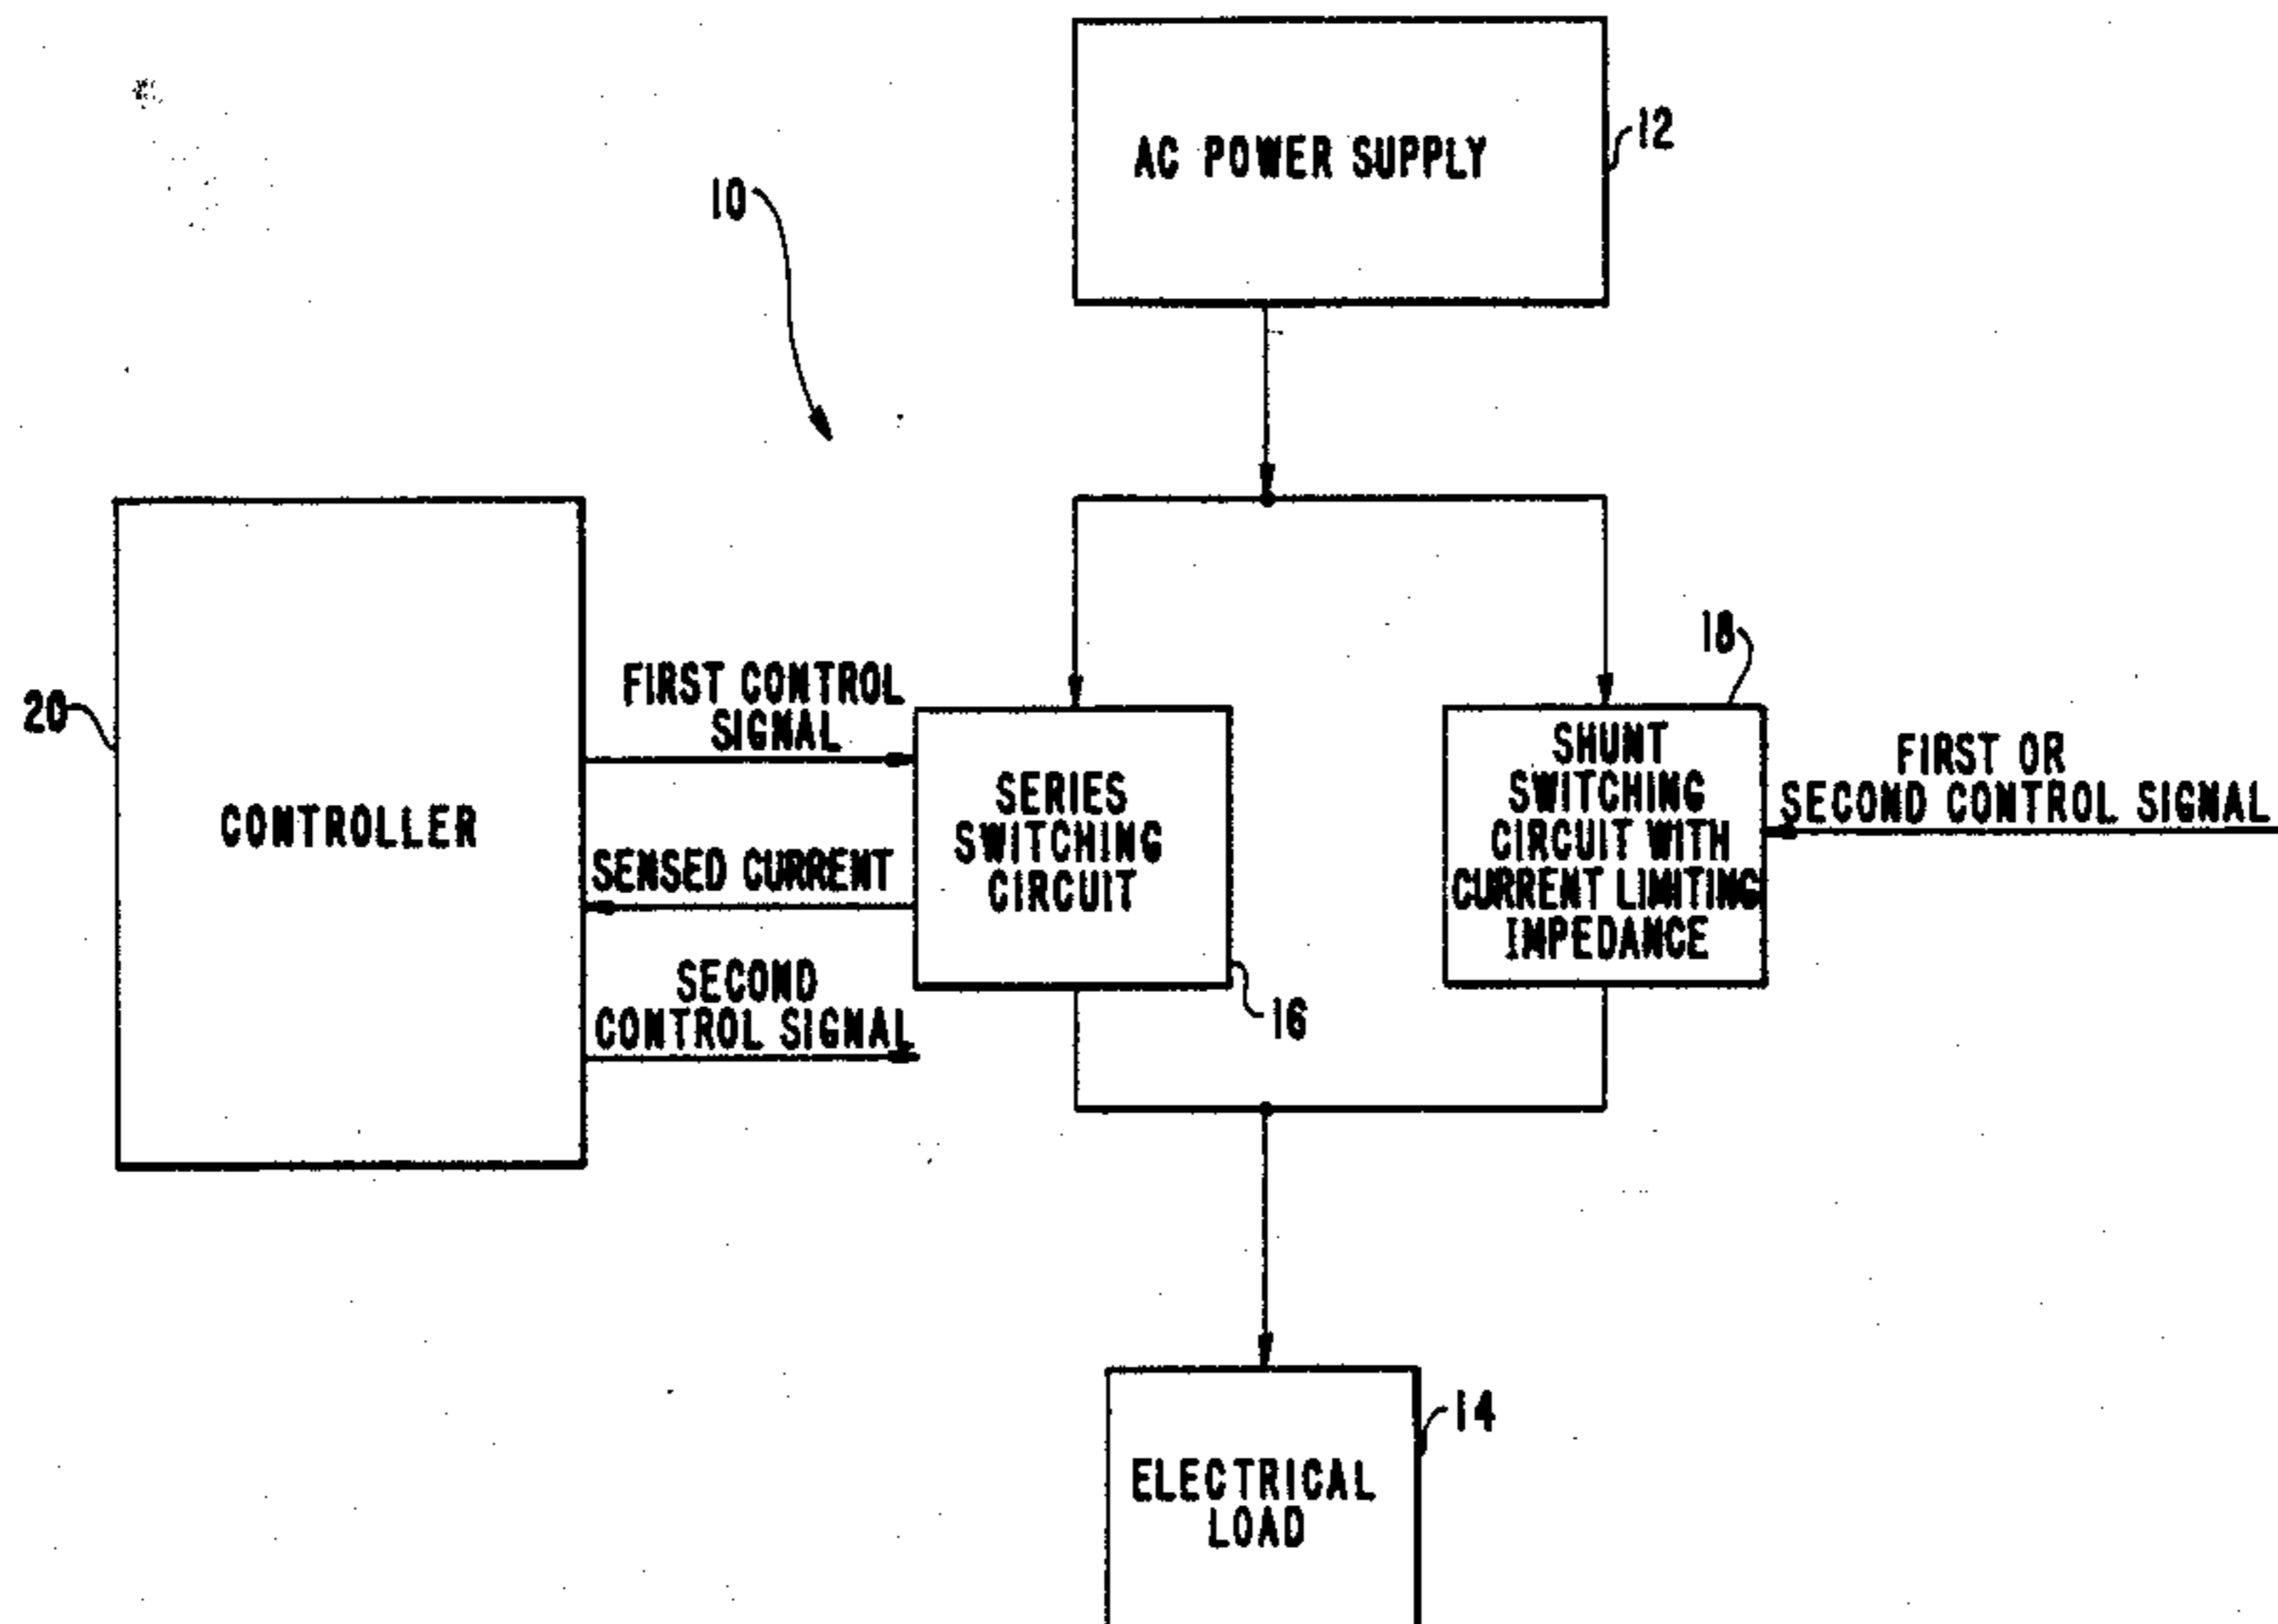 AC POWER SUPPLY
12
10
FIRST CONTROL
SIGNAL
20
CONTROLLER
SENSED CURRENT
SECOND
CONTROL SIGNAL
SERIES
SWITCHING
CIRCUIT
16
18
SHUNT
SWITCHING
CIRCUIT WITH
CURRENT LIMITING
IMPEDANCE
FIRST OR
SECOND CONTROL SIGNAL
14
ELECTRICAL
LOAD